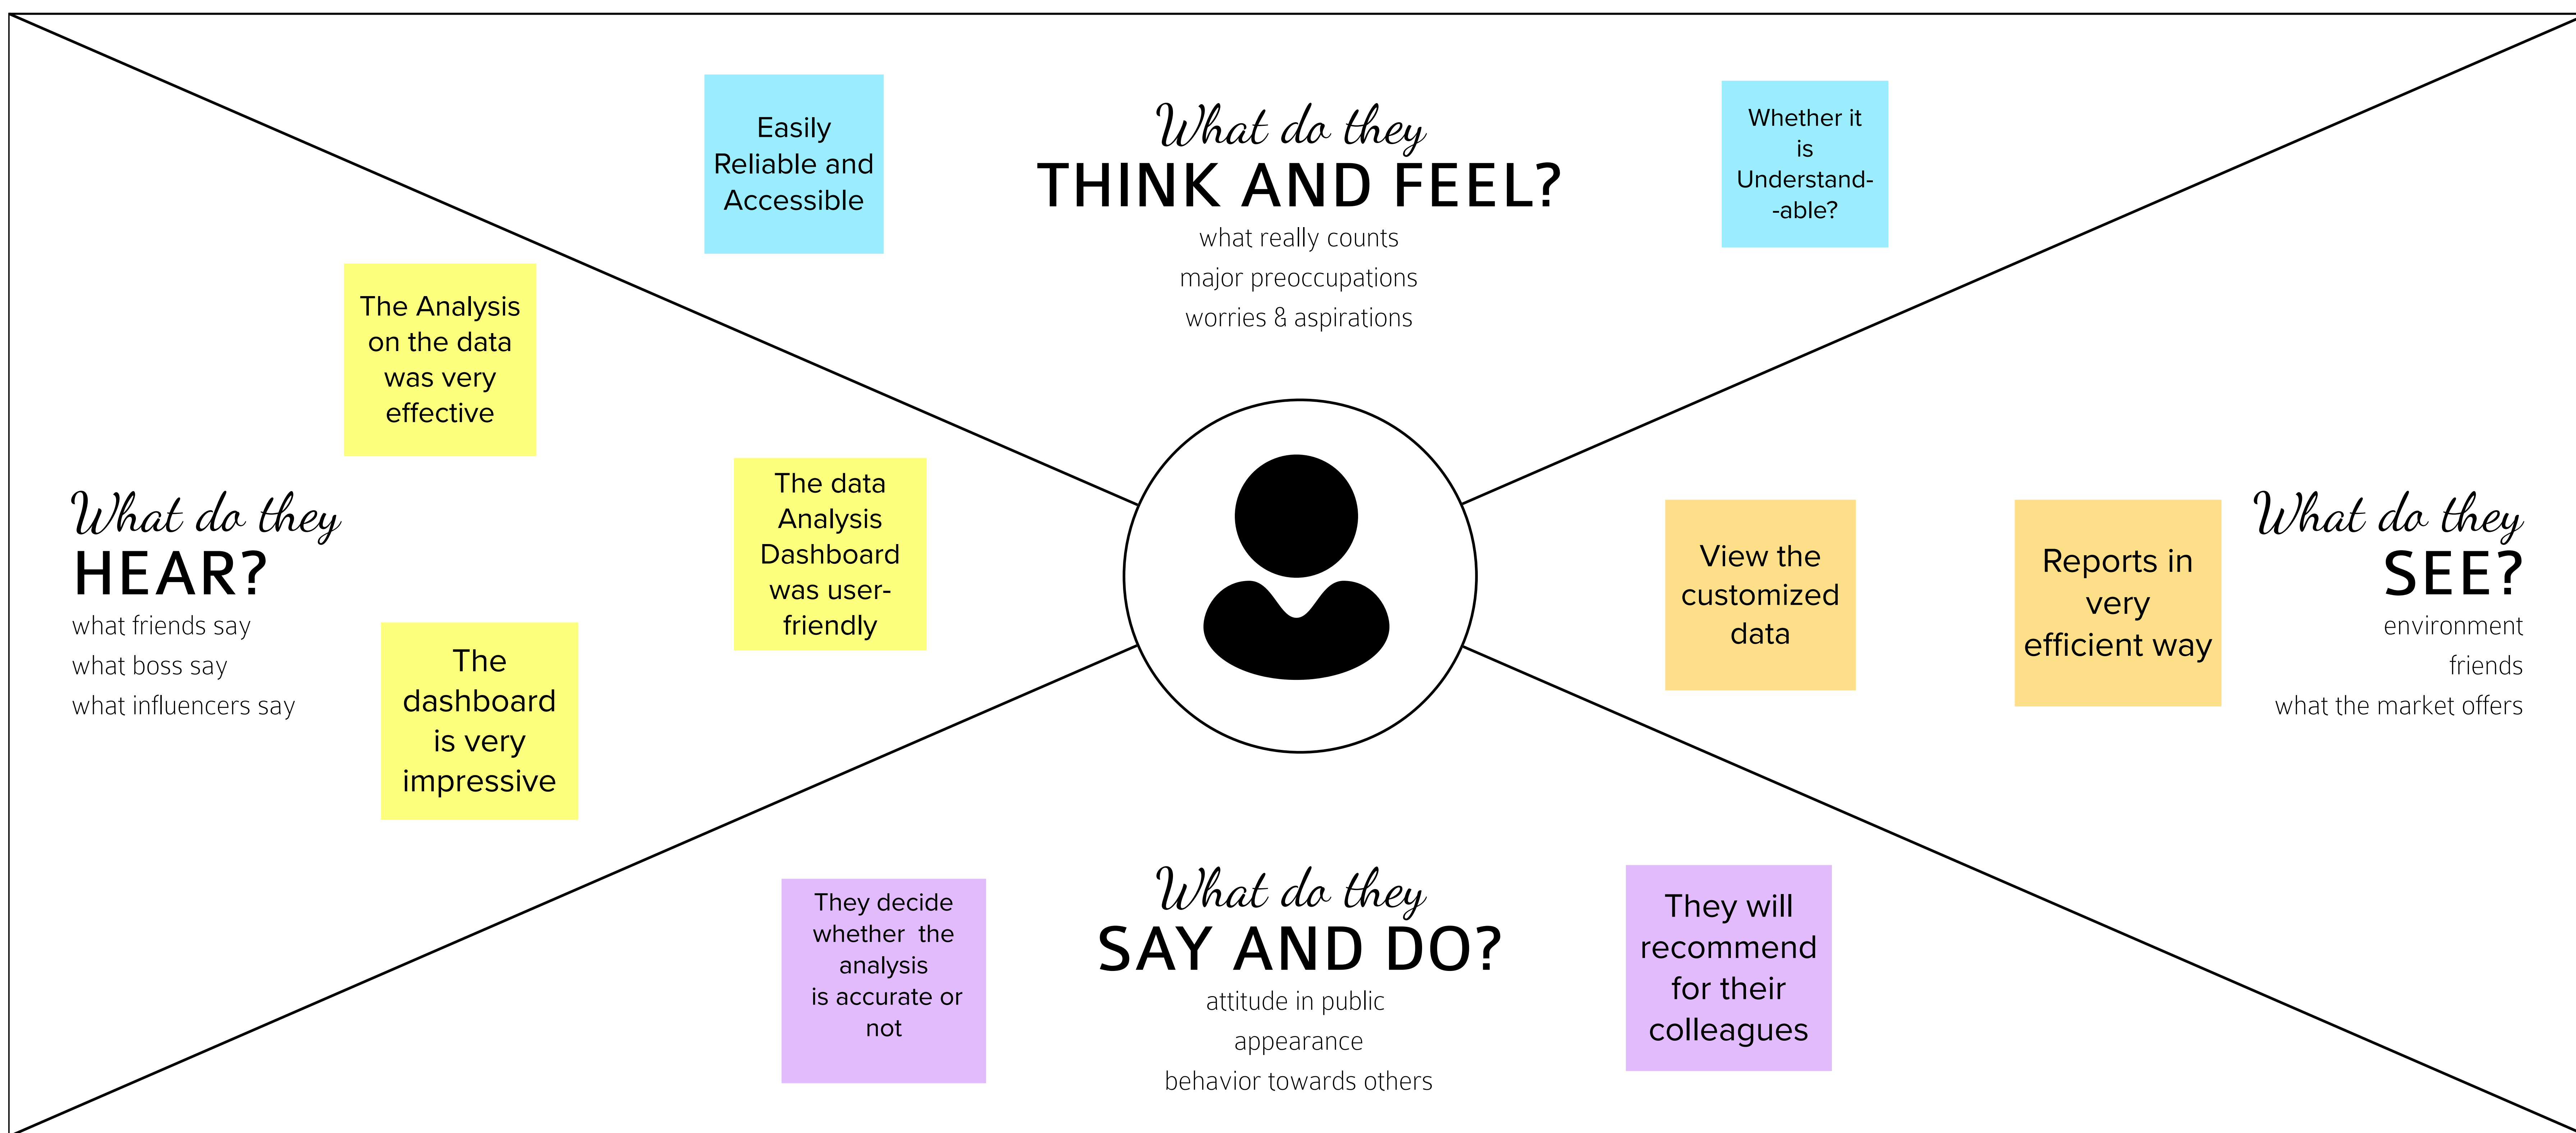 Easily
Reliable and
Accessible
What do they
THINK AND FEEL?
what really counts
major preoccupations
worries & aspirations
Whether it
is
Understand-
-able?
The Analysis
on the data
was very
effective
What do they
HEAR?
what friends say
what boss say
what influencers say
The data
Analysis
Dashboard
was user-
friendly
The
dashboard
is very
impressive
View the
customized
data
Reports in
very
efficient way
What do they
SEE?
environment
friends
what the market offers
They decide
whether the
analysis
is accurate or
not
What do they
SAY AND DO?
attitude in public
appearance
behavior towards others
They will
recommend
for their
colleagues